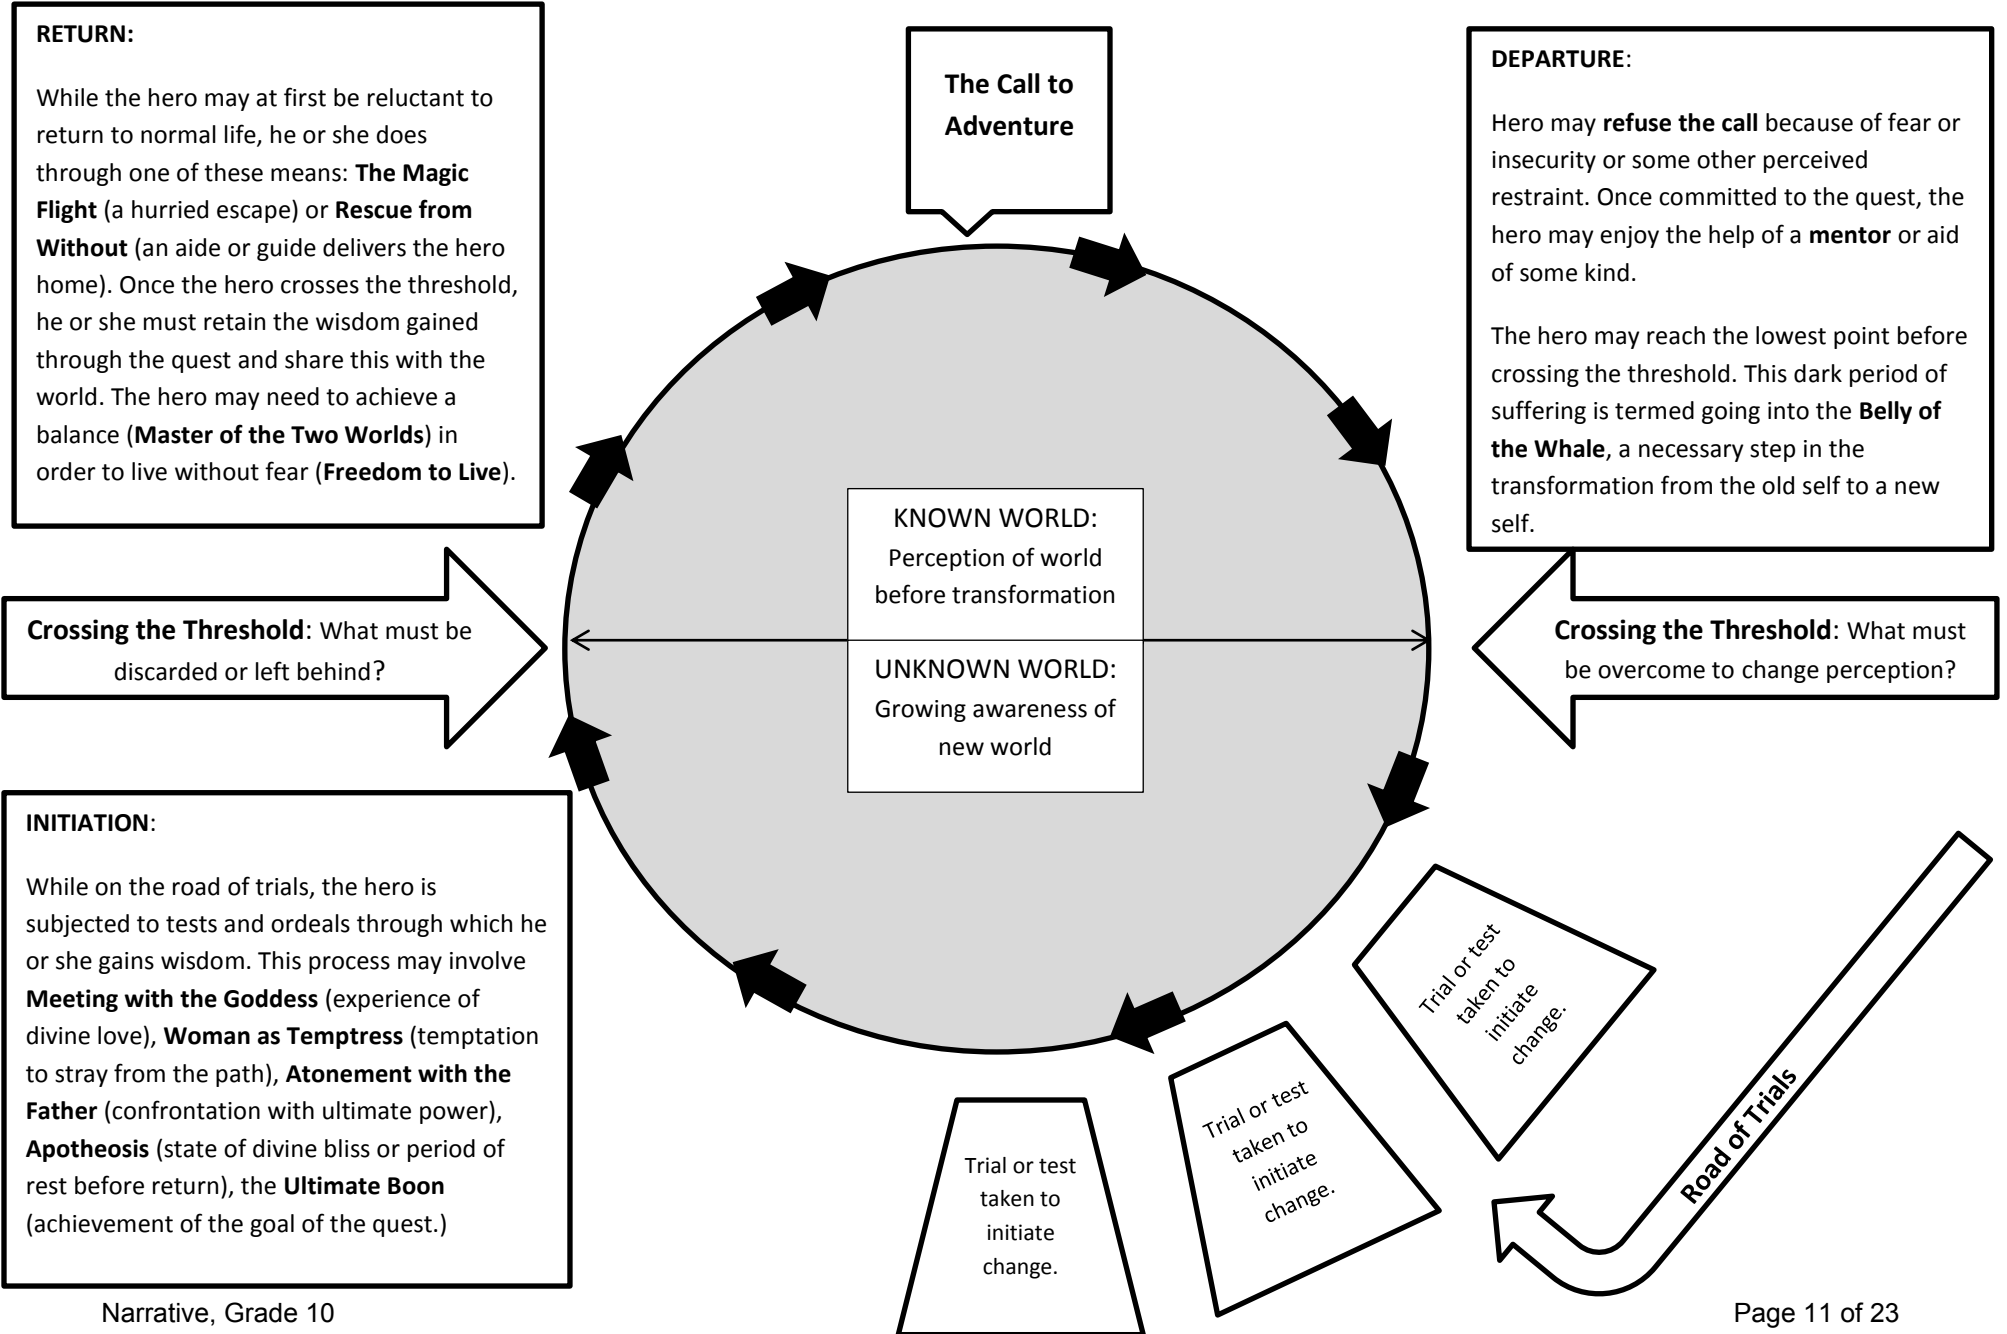 RETURN:
While the hero may at first be reluctant to
return to normal life, he or she does
through one of these means: The Magic
Flight (a hurried escape) or Rescue from
Without (an aide or guide delivers the hero
home). Once the hero crosses the threshold,
he or she must retain the wisdom gained
through the quest and share this with the
world. The hero may need to achieve a
balance (Master of the Two Worlds) in
order to live without fear (Freedom to Live).
The Call to
Adventure
DEPARTURE:
Hero may refuse the call because of fear or
insecurity or some other perceived
restraint. Once committed to the quest, the
hero may enjoy the help of a mentor or aid
of some kind.
The hero may reach the lowest point before
crossing the threshold. This dark period of
suffering is termed going into the Belly of
the Whale, a necessary step in the
transformation from the old self to a new
self.
Crossing the Threshold: What must be
discarded or left behind?
KNOWN WORLD:
Perception of world
before transformation
UNKNOWN WORLD:
Growing awareness of
new world
Crossing the Threshold: What must
be overcome to change perception?
INITIATION:
While on the road of trials, the hero is
subjected to tests and ordeals through which he
or she gains wisdom. This process may involve
Meeting with the Goddess (experience of
divine love), Woman as Temptress (temptation
to stray from the path), Atonement with the
Father (confrontation with ultimate power),
Apotheosis (state of divine bliss or period of
rest before return), the Ultimate Boon
(achievement of the goal of the quest.)
Trial or test
taken to
initiate
change.
Trial or test
taken to
initiate
change.
Trial or test
taken to
initiate
change.
Road of Trials
Narrative, Grade 10
Page 11 of 23